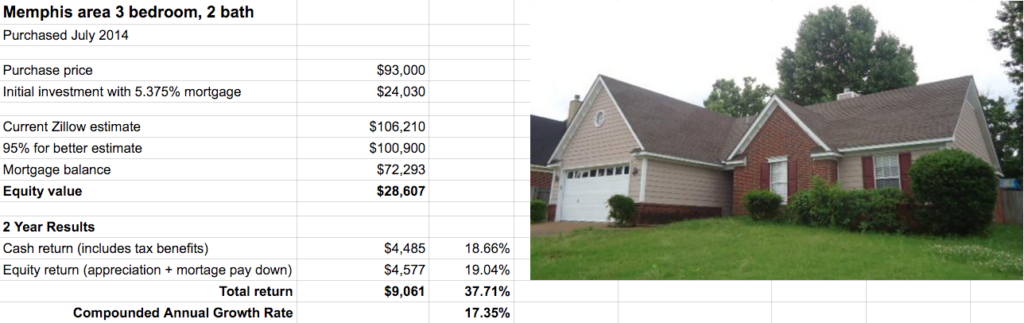 Memphis area 3 bedroom, 2 bath
Purchased July 2014
Purchase price $93,000
Initial investment with 5.375% mortgage $24,030
Current Zillow estimate $106,210
95% for better estimate $100,900
Mortgage balance $72,293
Equity value $28,607
2 Year Results
Cash return (includes tax benefits) $4,485 18.66%
Equity return (appreciation + mortage pay down) $4,577 19.04%
Total return $9,061 37.71%
Compounded Annual Growth Rate 17.35%